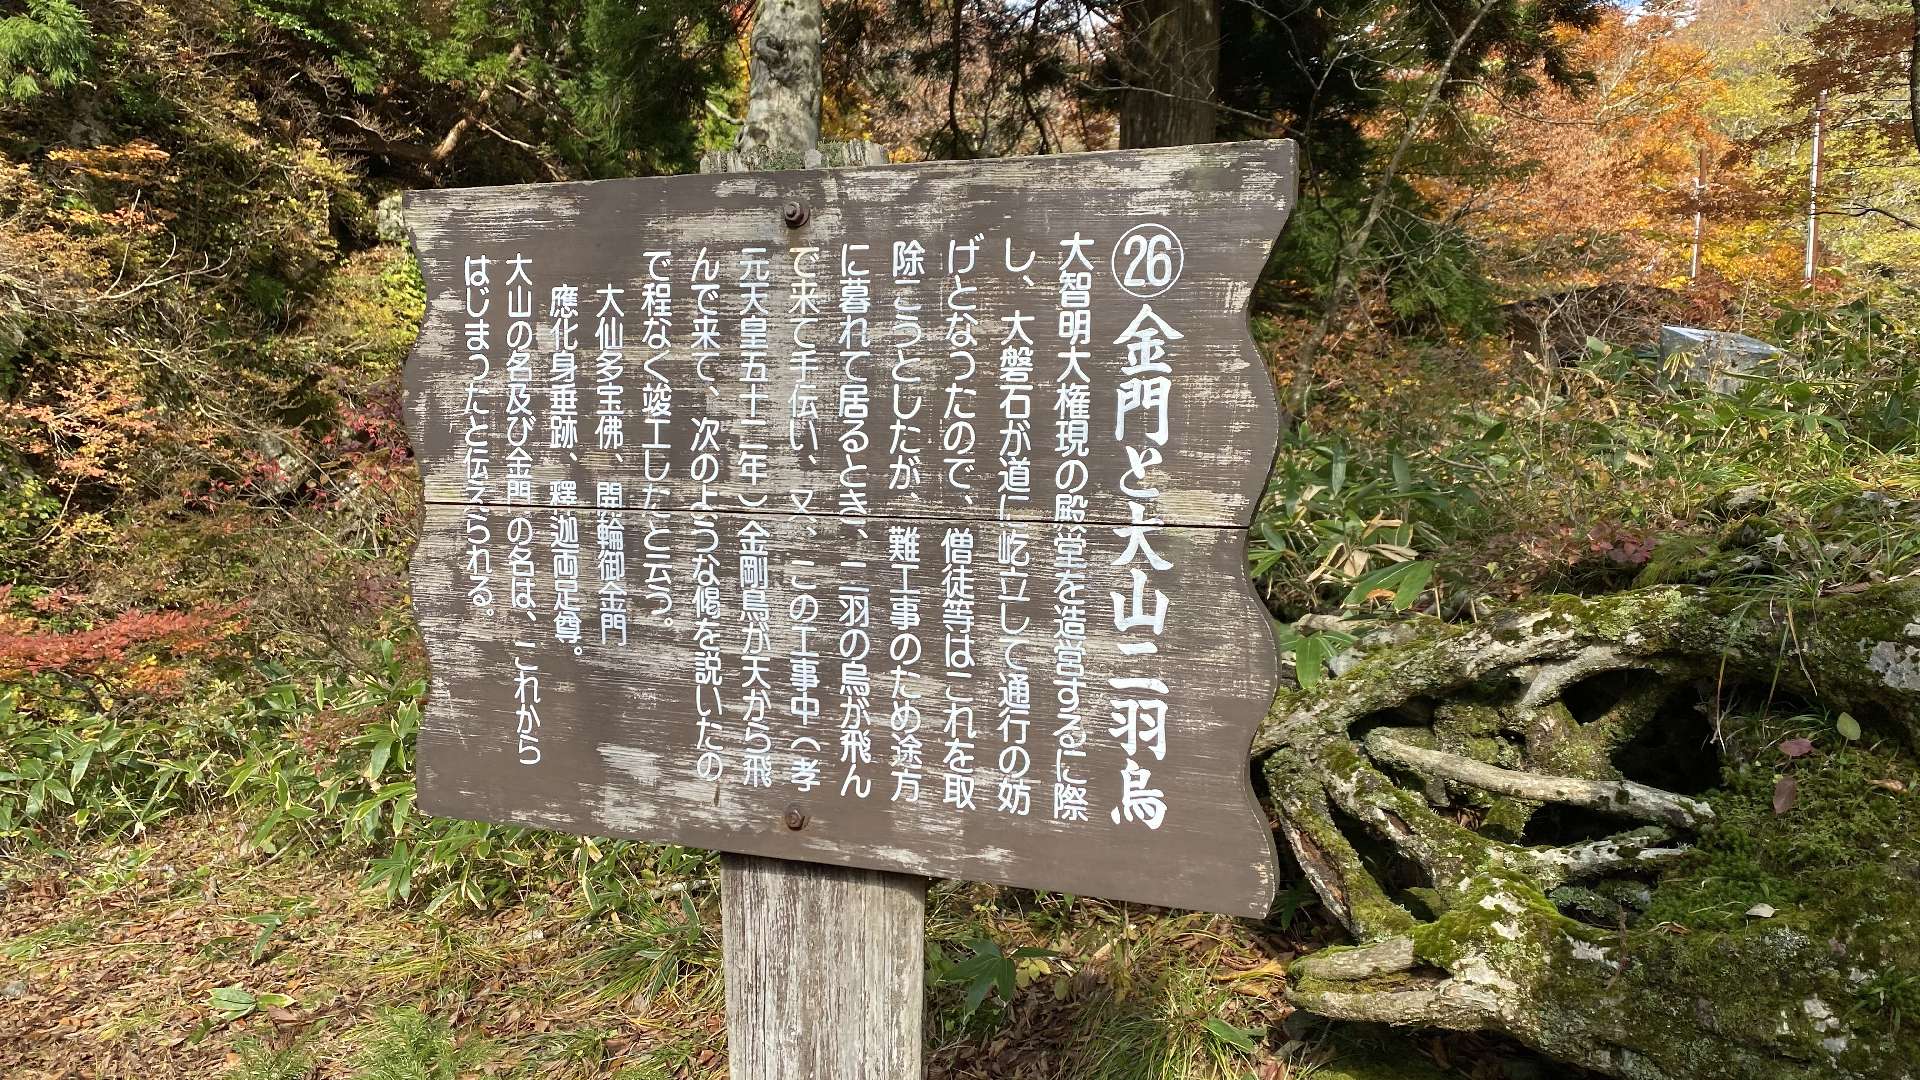 ㉖金門と大山二羽烏
大智明大権現の殿堂を造営するに際
し、大磐石が道に屹立して通行の妨
げとなつたので、僧徒等はこれを取
除こうとしたが、難工事のため途方
に暮れて居るとき、二羽の烏が飛ん
で来て手伝い、又、この工事中（孝
元天皇五十二年）金剛鳥が天から飛
んで来て、次のような偈を説いたの
で程なく竣工したと云う。
大仙多宝佛、開輪御金門
應化身垂跡、釋迦両足尊。
大山の名及び金門の名は、これから
はじまつたと伝えられる。